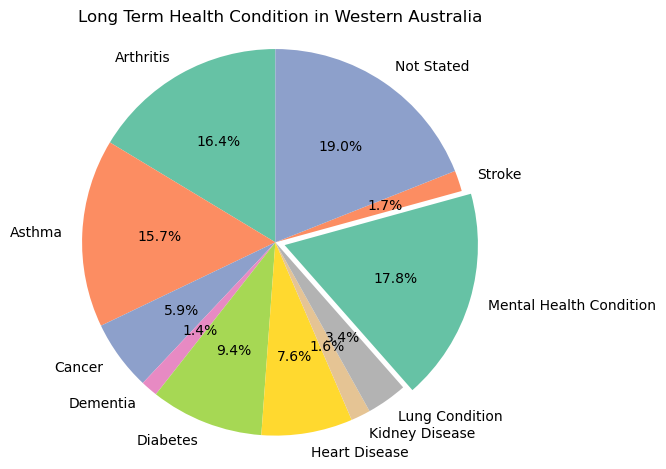 Long Term Health Condition in Western Australia
Arthritis
Not Stated
16.4%
19.0%
Stroke
1.7%
Asthma
15.7%
17.8%
Mental Health Condition
5.9%
1.4%
9.4%
7.6%
1.6%
3.4%
Cancer
Dementia
Diabetes
Heart Disease
Kidney Disease
Lung Condition